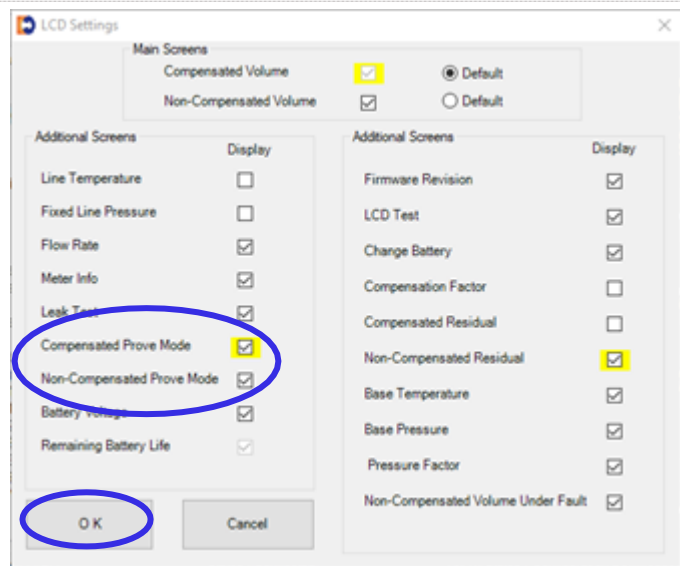 LCD Settings
Main Screens
Compensated Volume Default
Non-Compensated Volume Default
Additional Screens
Display
Line Temperature
Fixed Line Pressure
Flow Rate
Meter Info
Leak Test
Compensated Prove Mode
Non-Compensated Prove Mode
Battery Voltage
Remaining Battery Life
OK
Cancel
Additional Screens
Display
Firmware Revision
LCD Test
Change Battery
Compensation Factor
Compensated Residual
Non-Compensated Residual
Base Temperature
Base Pressure
Pressure Factor
Non-Compensated Volume Under Fault